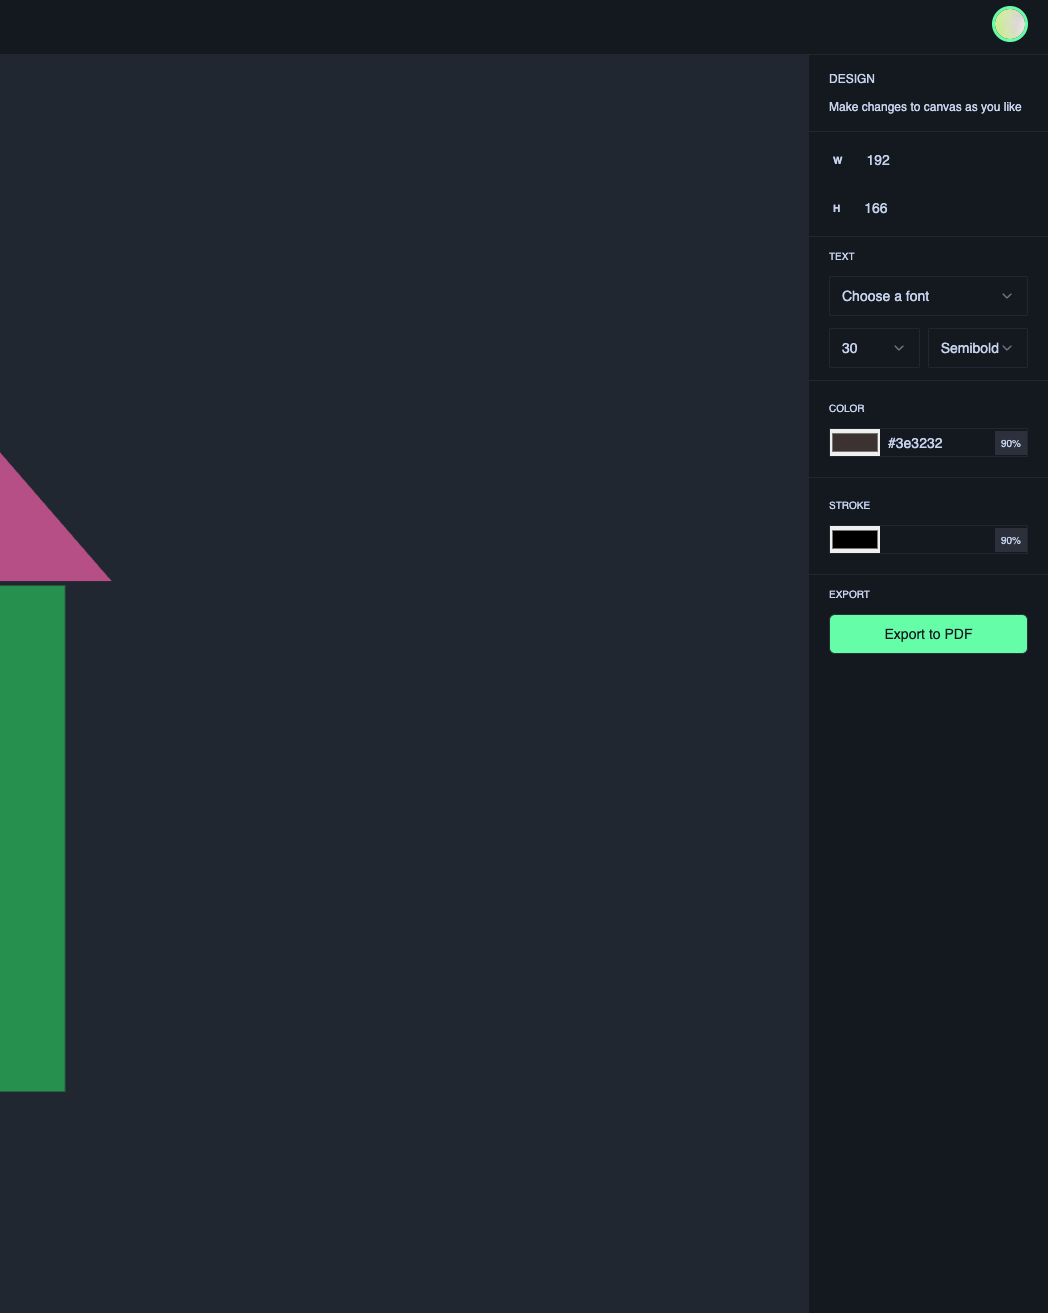 DESIGN
Make changes to canvas as you like
W 192
H 166
TEXT
Choose a font
30 Semibold
COLOR
#3e3232 90%
STROKE
90%
EXPORT
Export to PDF